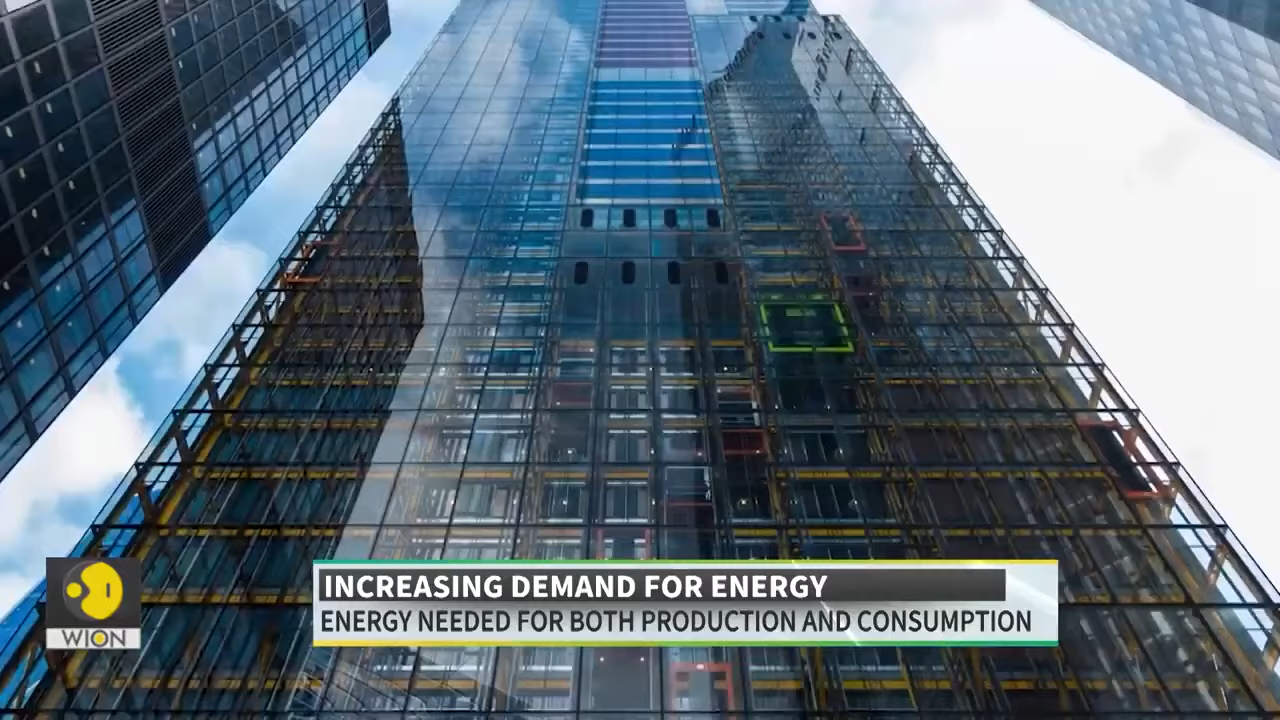 INCREASING DEMAND FOR ENERGY
ENERGY NEEDED FOR BOTH PRODUCTION AND CONSUMPTION
WION